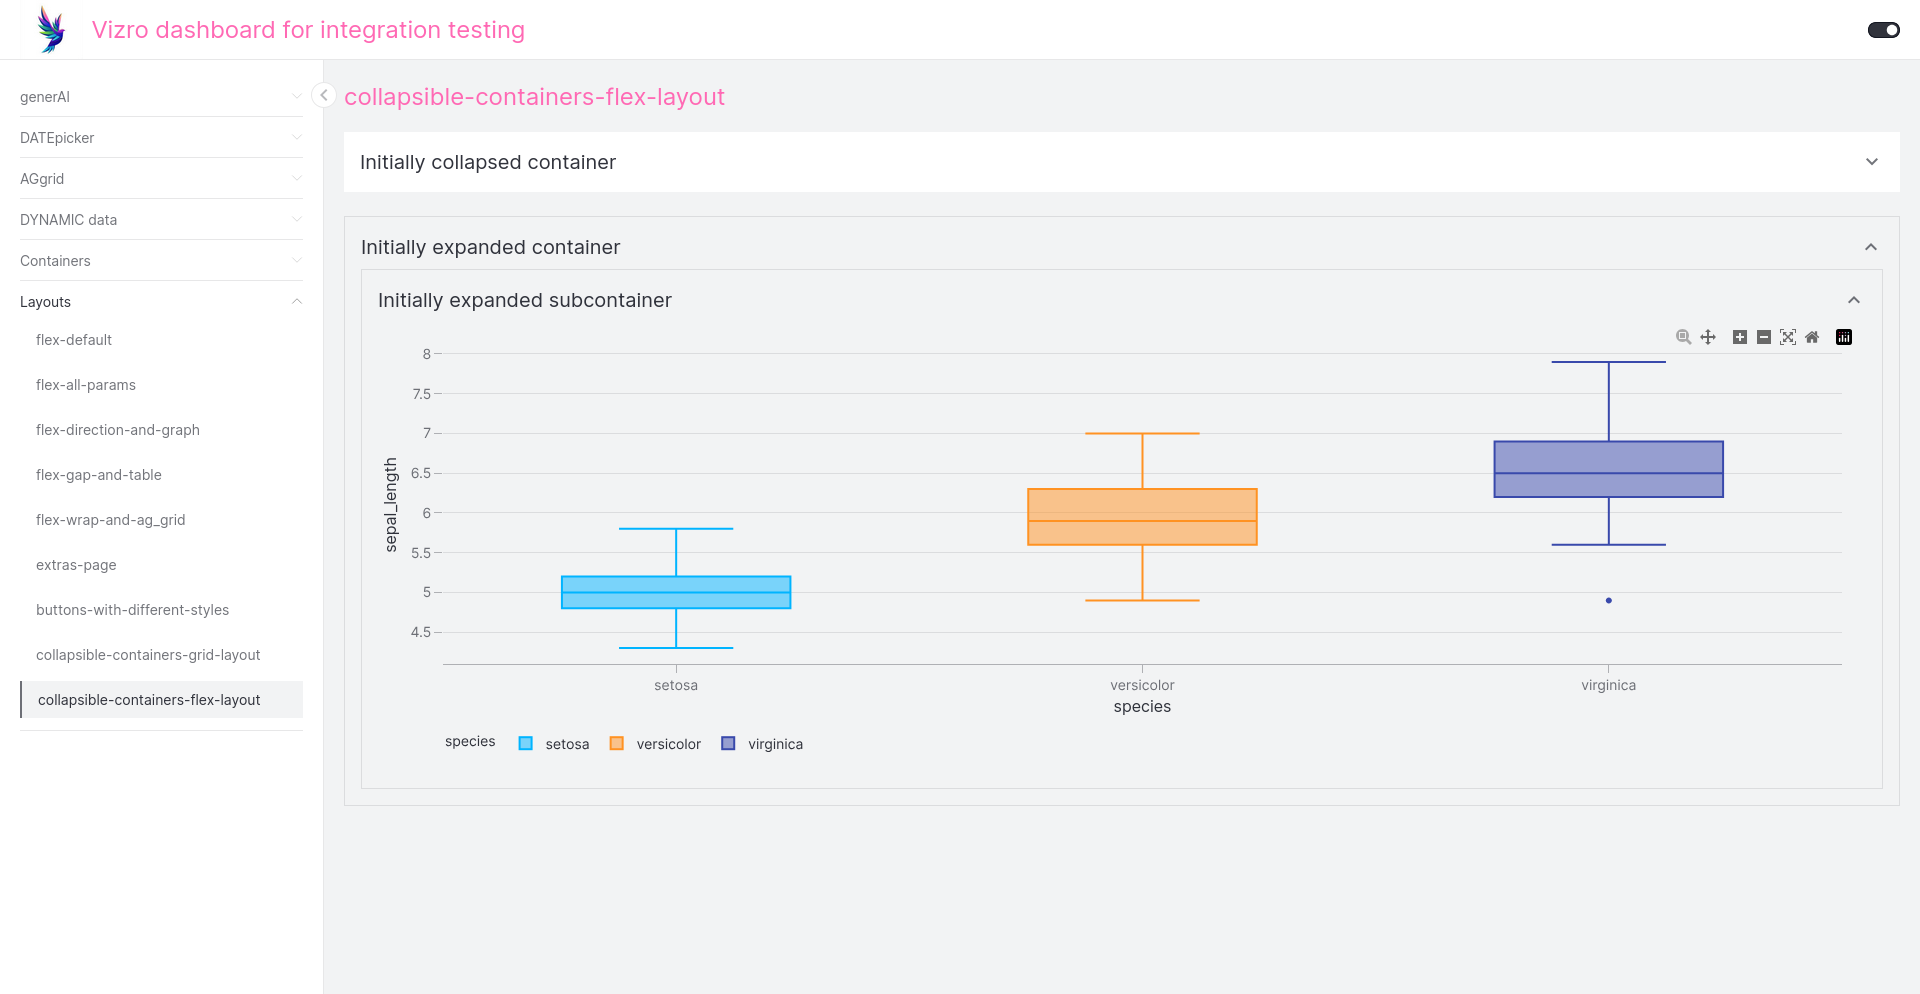 Vizro dashboard for integration testing
generAI
DATEpicker
AGgrid
DYNAMIC data
Containers
Layouts
flex-default
flex-all-params
flex-direction-and-graph
flex-gap-and-table
flex-wrap-and-ag_grid
extras-page
buttons-with-different-styles
collapsible-containers-grid-layout
collapsible-containers-flex-layout
collapsible-containers-flex-layout
Initially collapsed container
Initially expanded container
Initially expanded subcontainer
8
7.5
7
6.5
6
5.5
5
4.5
sepal_length
setosa versicolor virginica
species
species setosa versicolor virginica